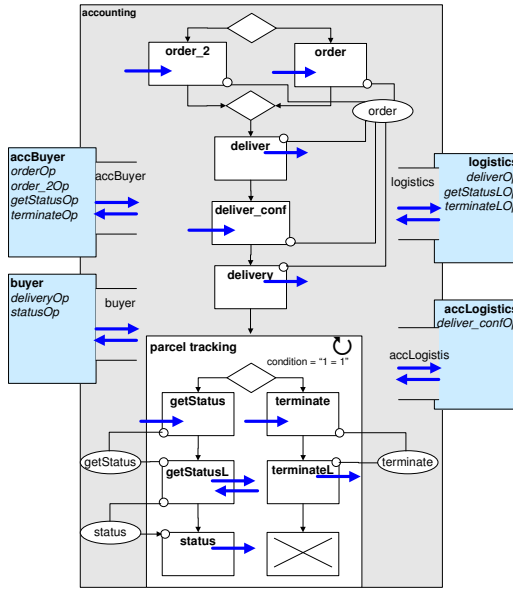 accounting
order_2
order
order
deliver
accBuyer
orderOp
order_2Op
getStatusOp
terminateOp
accBuyer
logistics
deliverOp
getStatusLOp
terminateLOp
logistics
deliver_conf
delivery
buyer
deliveryOp
statusOp
buyer
accLogistics
deliver_confOp
accLogistis
parcel tracking
condition = "1 = 1"
getStatus
terminate
getStatus
getStatusL
terminateL
terminate
status
status